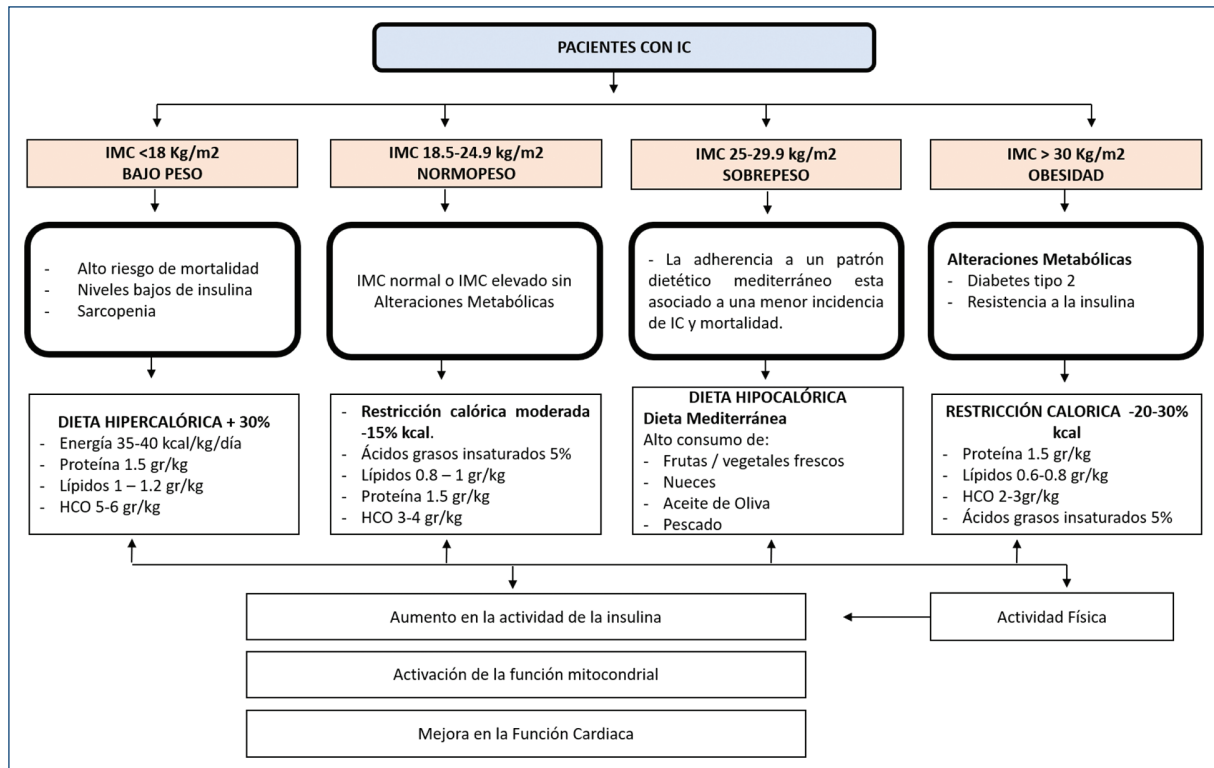 PACIENTES CON IC
IMC <18 Kg/m2
BAJO PESO
IMC 18.5-24.9 kg/m2
NORMOPESO
IMC 25-29.9 kg/m2
SOBREPESO
IMC > 30 Kg/m2
OBESIDAD
- Alto riesgo de mortalidad
- Niveles bajos de insulina
- Sarcopenia
IMC normal o IMC elevado sin
Alteraciones Metabólicas
- La adherencia a un patrón
dietético mediterráneo esta
asociado a una menor incidencia
de IC y mortalidad.
Alteraciones Metabólicas
- Diabetes tipo 2
- Resistencia a la insulina
DIETA HIPERCALÓRICA + 30%
- Energía 35-40 kcal/kg/día
- Proteína 1.5 gr/kg
- Lípidos 1 – 1.2 gr/kg
- HCO 5-6 gr/kg
- Restricción calórica moderada
-15% kcal.
- Ácidos grasos insaturados 5%
- Lípidos 0.8 – 1 gr/kg
- Proteína 1.5 gr/kg
- HCO 3-4 gr/kg
DIETA HIPOCALÓRICA
Dieta Mediterránea
Alto consumo de:
- Frutas / vegetales frescos
- Nueces
- Aceite de Oliva
- Pescado
RESTRICCIÓN CALORICA -20-30%
kcal
- Proteína 1.5 gr/kg
- Lípidos 0.6-0.8 gr/kg
- HCO 2-3gr/kg
- Ácidos grasos insaturados 5%
Aumento en la actividad de la insulina
Actividad Física
Activación de la función mitocondrial
Mejora en la Función Cardiaca